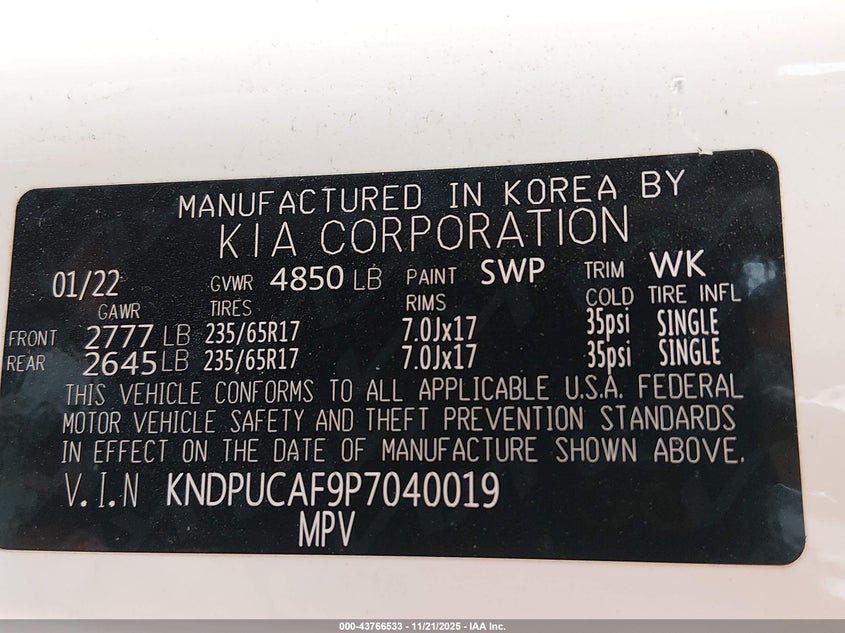 MANUFACTURED IN KOREA BY
KIA CORPORATION
01/22 GVWR 4850 LB PAINT SWP TRIM WK
GAWR TIRES RIMS COLD TIRE INFL
FRONT 2777 LB 235/65R17 7.0Jx17 35psi SINGLE
REAR 2645 LB 235/65R17 7.0Jx17 35psi SINGLE
THIS VEHICLE CONFORMS TO ALL APPLICABLE U.S.A. FEDERAL
MOTOR VEHICLE SAFETY AND THEFT PREVENTION STANDARDS
IN EFFECT ON THE DATE OF MANUFACTURE SHOWN ABOVE.
V.I.N KNDPUCAF9P7040019
MPV
000-43766533 - 11/21/2025 - IAA Inc.